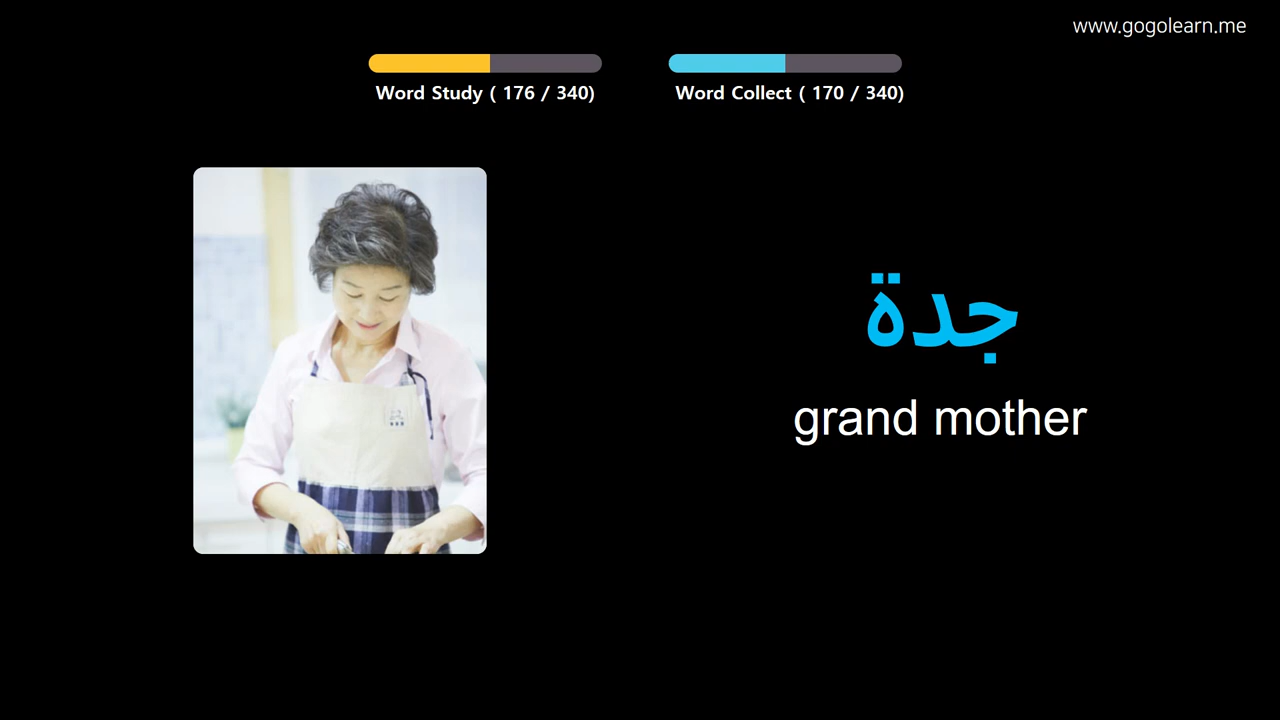 www.gogolearn.me
Word Study ( 176 / 340)
Word Collect ( 170 / 340)
جدة
grand mother